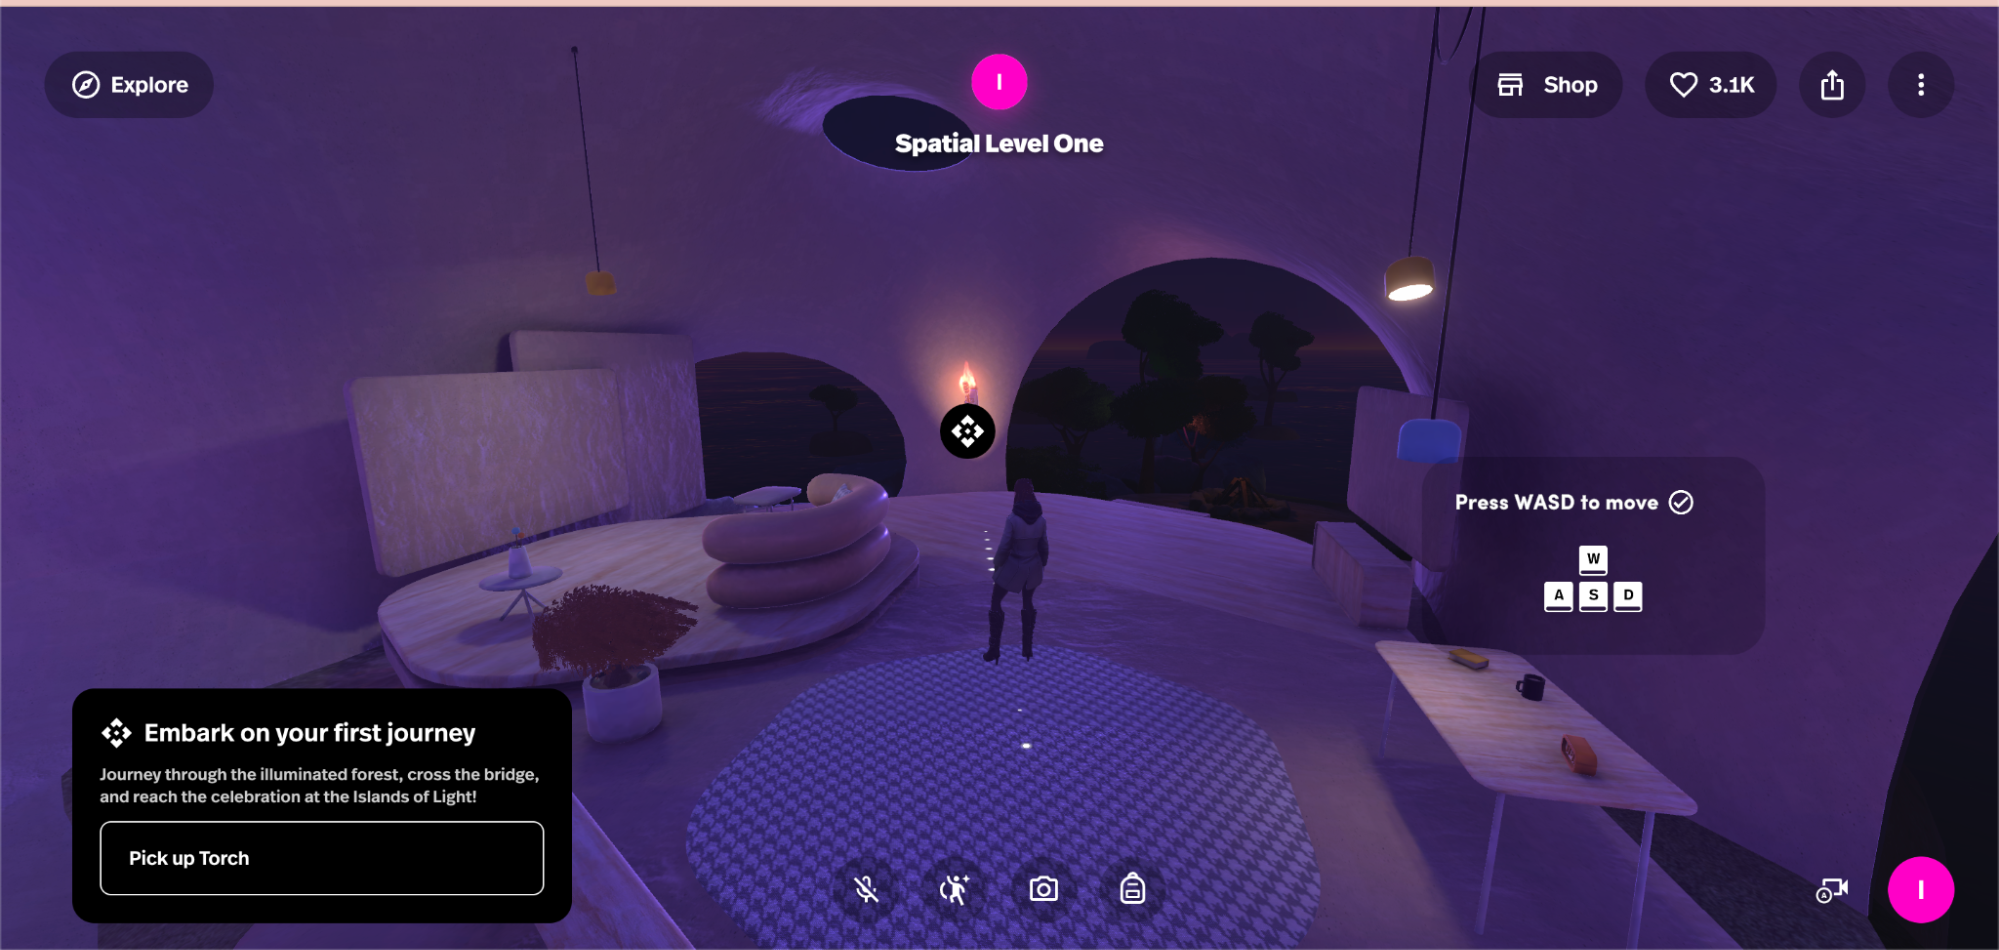 Explore
I
Spatial Level One
Shop
3.1K
Press WASD to move
W
A S D
Embark on your first journey
Journey through the illuminated forest, cross the bridge,
and reach the celebration at the Islands of Light!
Pick up Torch
A
I